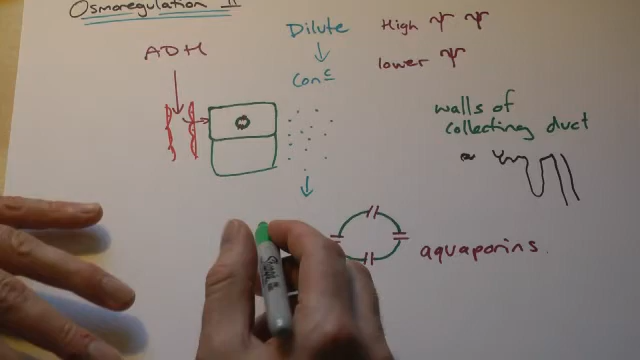 Osmoregulation II
ADH
Dilute
↓
Conc
High Ψ Ψ
lower Ψ
walls of
collecting duct
aquaporins.